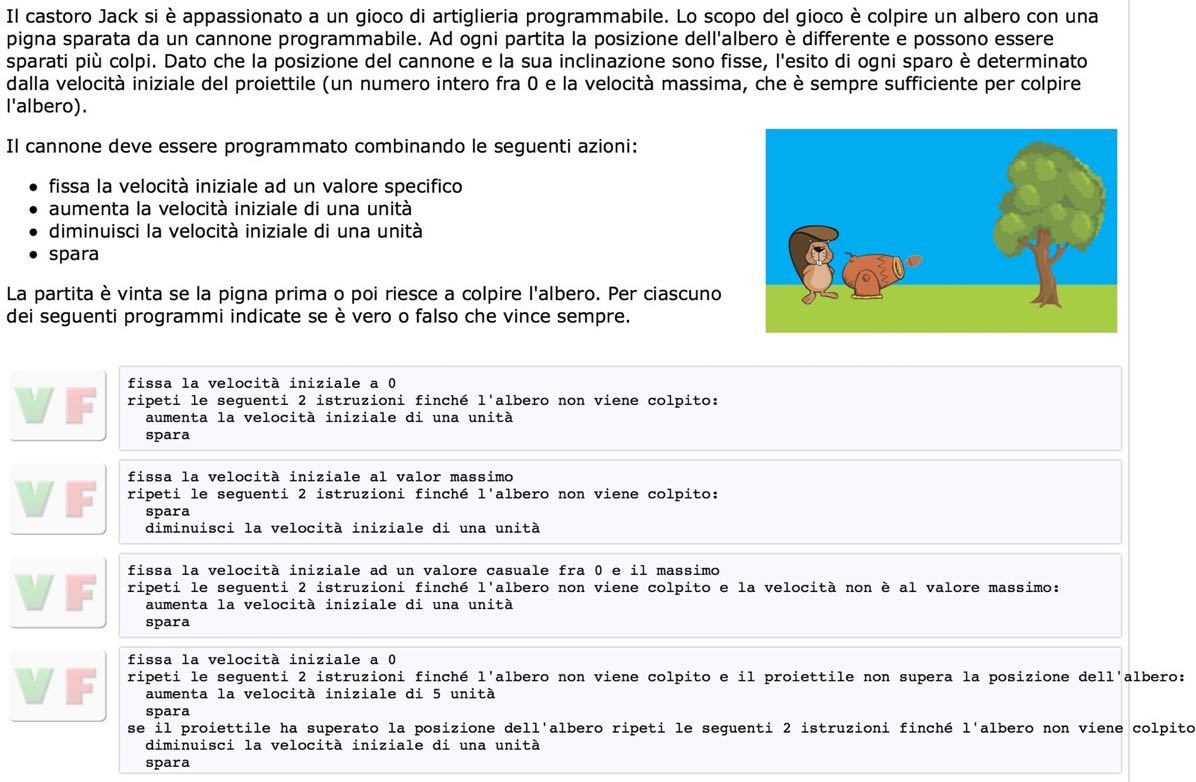 Il castoro Jack si è appassionato a un gioco di artiglieria programmabile. Lo scopo del gioco è colpire un albero con una
pigna sparata da un cannone programmabile. Ad ogni partita la posizione dell'albero è differente e possono essere
sparati più colpi. Dato che la posizione del cannone e la sua inclinazione sono fisse, l'esito di ogni sparo è determinato
dalla velocità iniziale del proiettile (un numero intero fra 0 e la velocità massima, che è sempre sufficiente per colpire
l'albero).
Il cannone deve essere programmato combinando le seguenti azioni:
• fissa la velocità iniziale ad un valore specifico
• aumenta la velocità iniziale di una unità
• diminuisci la velocità iniziale di una unità
• spara
La partita è vinta se la pigna prima o poi riesce a colpire l'albero. Per ciascuno
dei seguenti programmi indicate se è vero o falso che vince sempre.
V F
fissa la velocità iniziale a 0
ripeti le seguenti 2 istruzioni finché l'albero non viene colpito:
aumenta la velocità iniziale di una unità
spara
V F
fissa la velocità iniziale al valor massimo
ripeti le seguenti 2 istruzioni finché l'albero non viene colpito:
spara
diminuisci la velocità iniziale di una unità
V F
fissa la velocità iniziale ad un valore casuale fra 0 e il massimo
ripeti le seguenti 2 istruzioni finché l'albero non viene colpito e la velocità non è al valore massimo:
aumenta la velocità iniziale di una unità
spara
V F
fissa la velocità iniziale a 0
ripeti le seguenti 2 istruzioni finché l'albero non viene colpito e il proiettile non supera la posizione dell'albero:
aumenta la velocità iniziale di 5 unità
spara
se il proiettile ha superato la posizione dell'albero ripeti le seguenti 2 istruzioni finché l'albero non viene colpito
diminuisci la velocità iniziale di una unità
spara